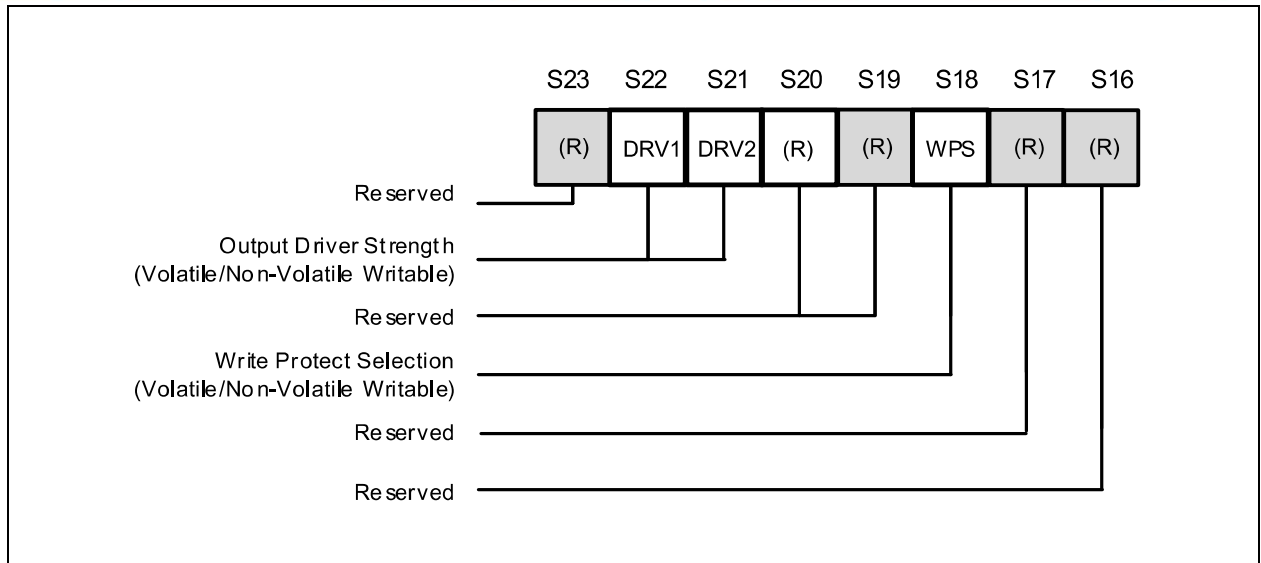 S23 S22 S21 S20 S19 S18 S17 S16
(R) DRV1 DRV2 (R) (R) WPS (R) (R)
Reserved
Output Driver Strength
(Volatile/Non-Volatile Writable)
Reserved
Write Protect Selection
(Volatile/Non-Volatile Writable)
Reserved
Reserved